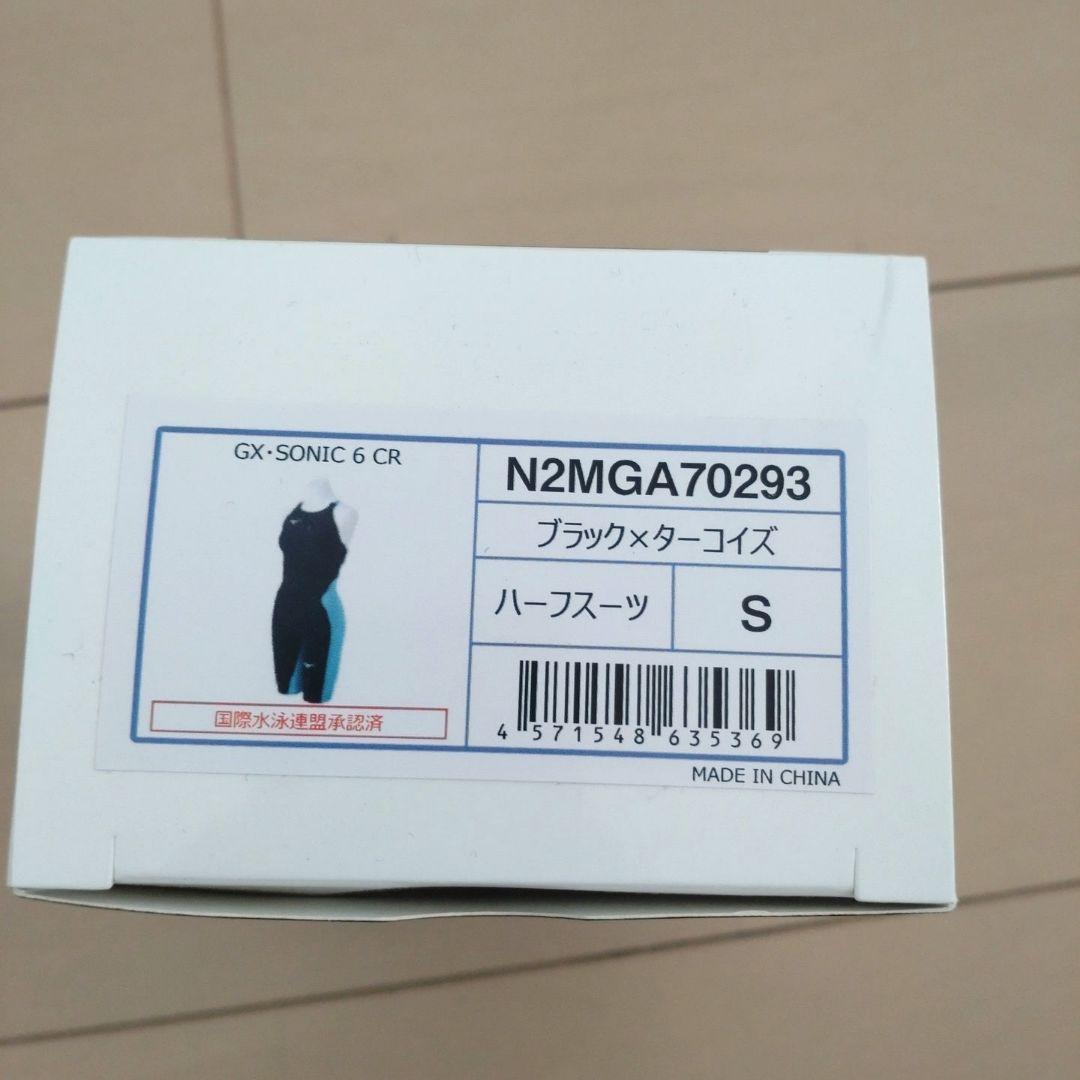 GX・SONIC 6 CR
N2MGA70293
ブラック×ターコイズ
ハーフスーツ
S
国際水泳連盟承認済
4 571548 635369
MADE IN CHINA